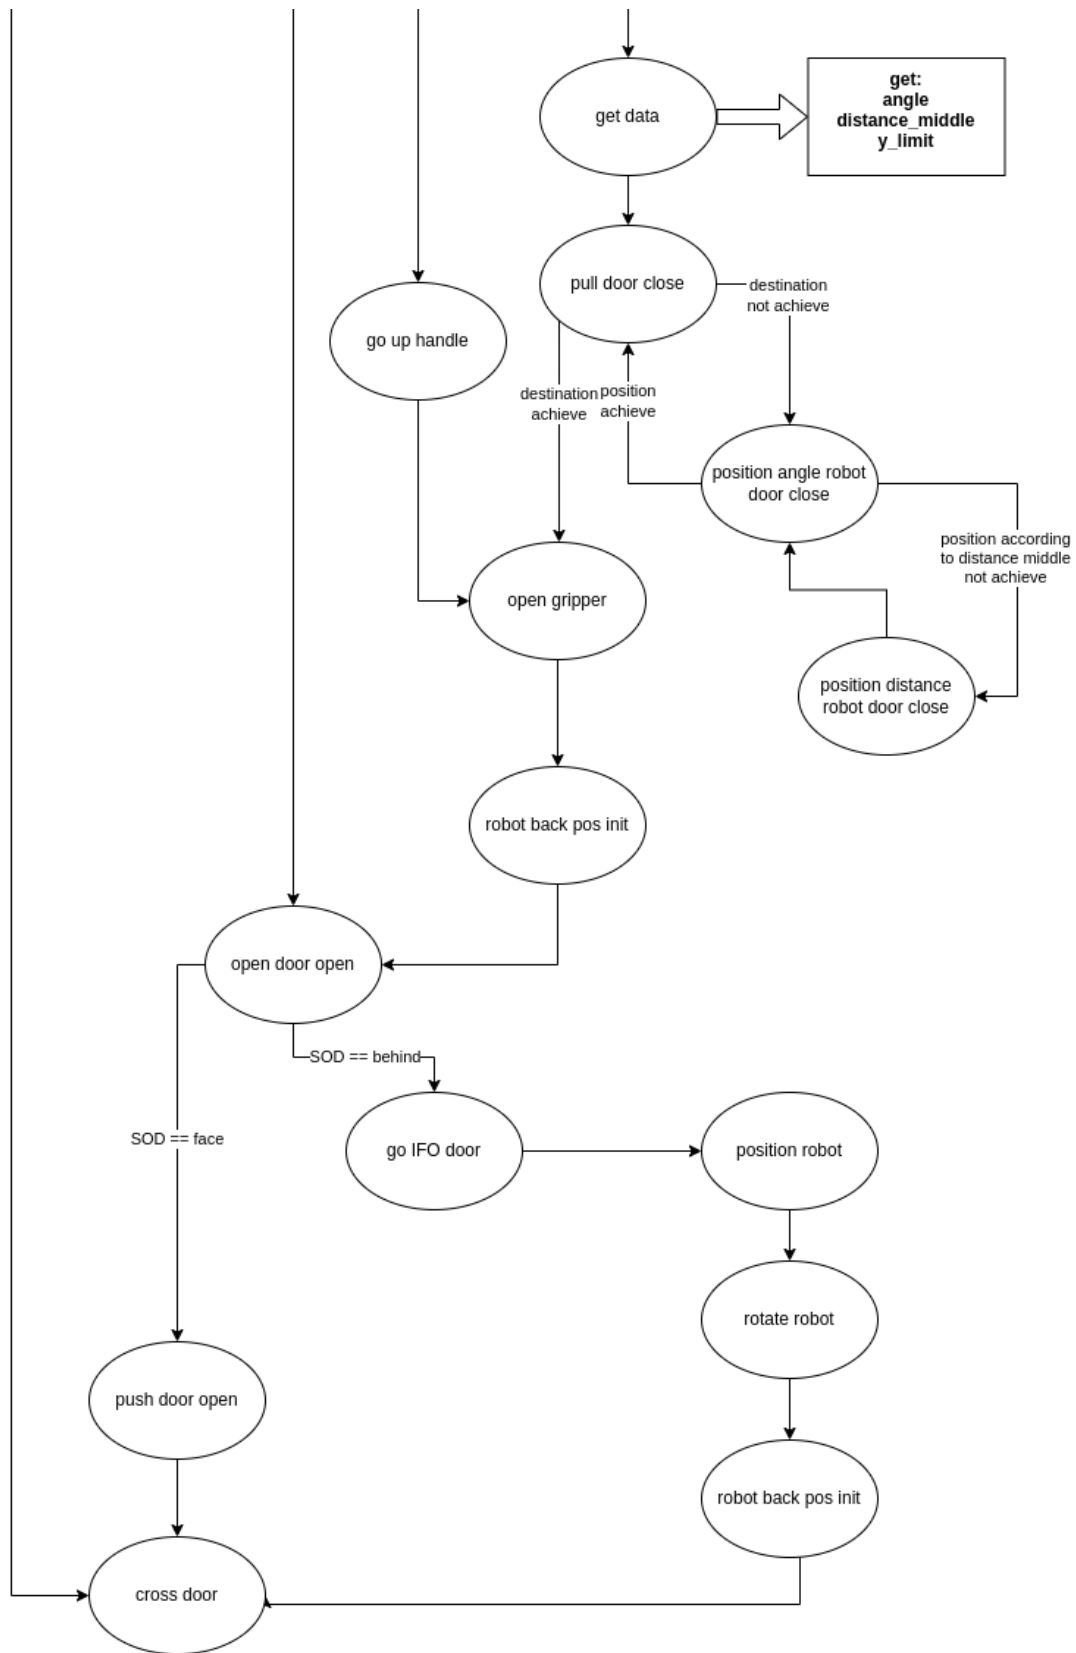 get data
get:
angle
distance_middle
y_limit
pull door close
destination
not achieve
go up handle
destination
achieve
position
achieve
position angle robot
door close
position according
to distance middle
not achieve
open gripper
position distance
robot door close
robot back pos init
open door open
SOD == behind
SOD == face
go IFO door
position robot
rotate robot
push door open
robot back pos init
cross door